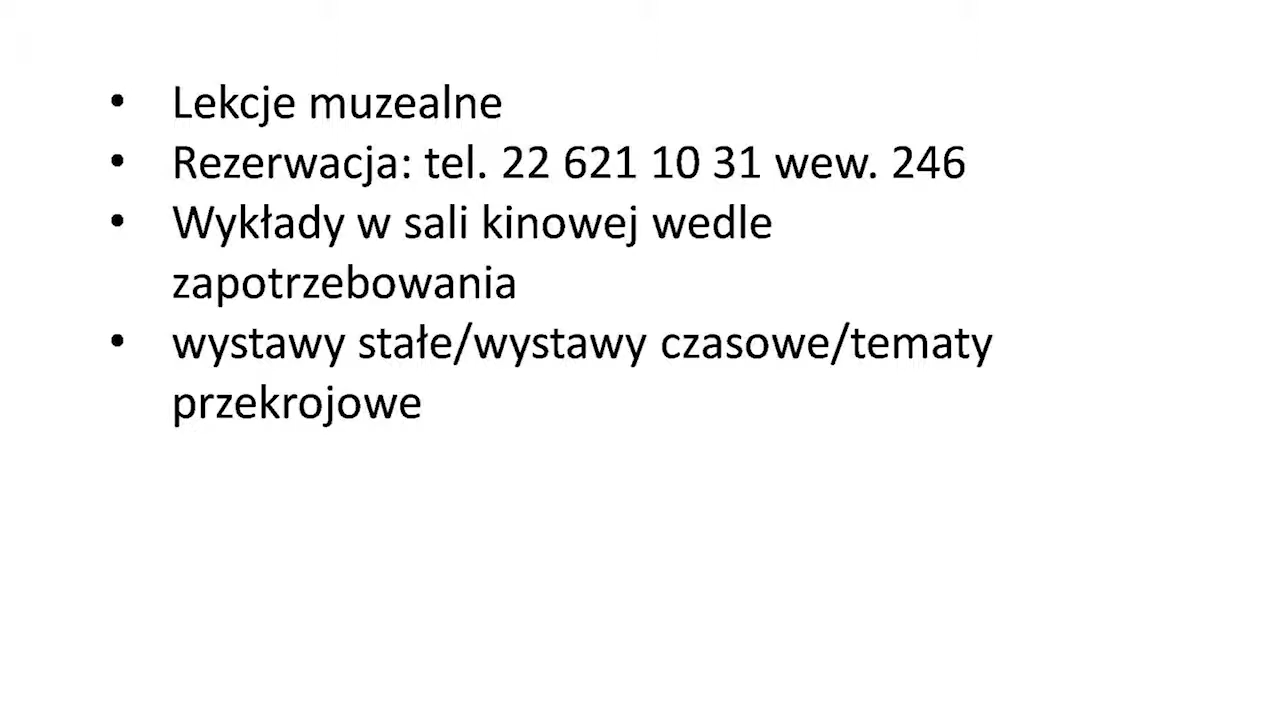 • Lekcje muzealne
• Rezerwacja: tel. 22 621 10 31 wew. 246
• Wykłady w sali kinowej wedle
zapotrzebowania
• wystawy stałe/wystawy czasowe/tematy
przekrojowe